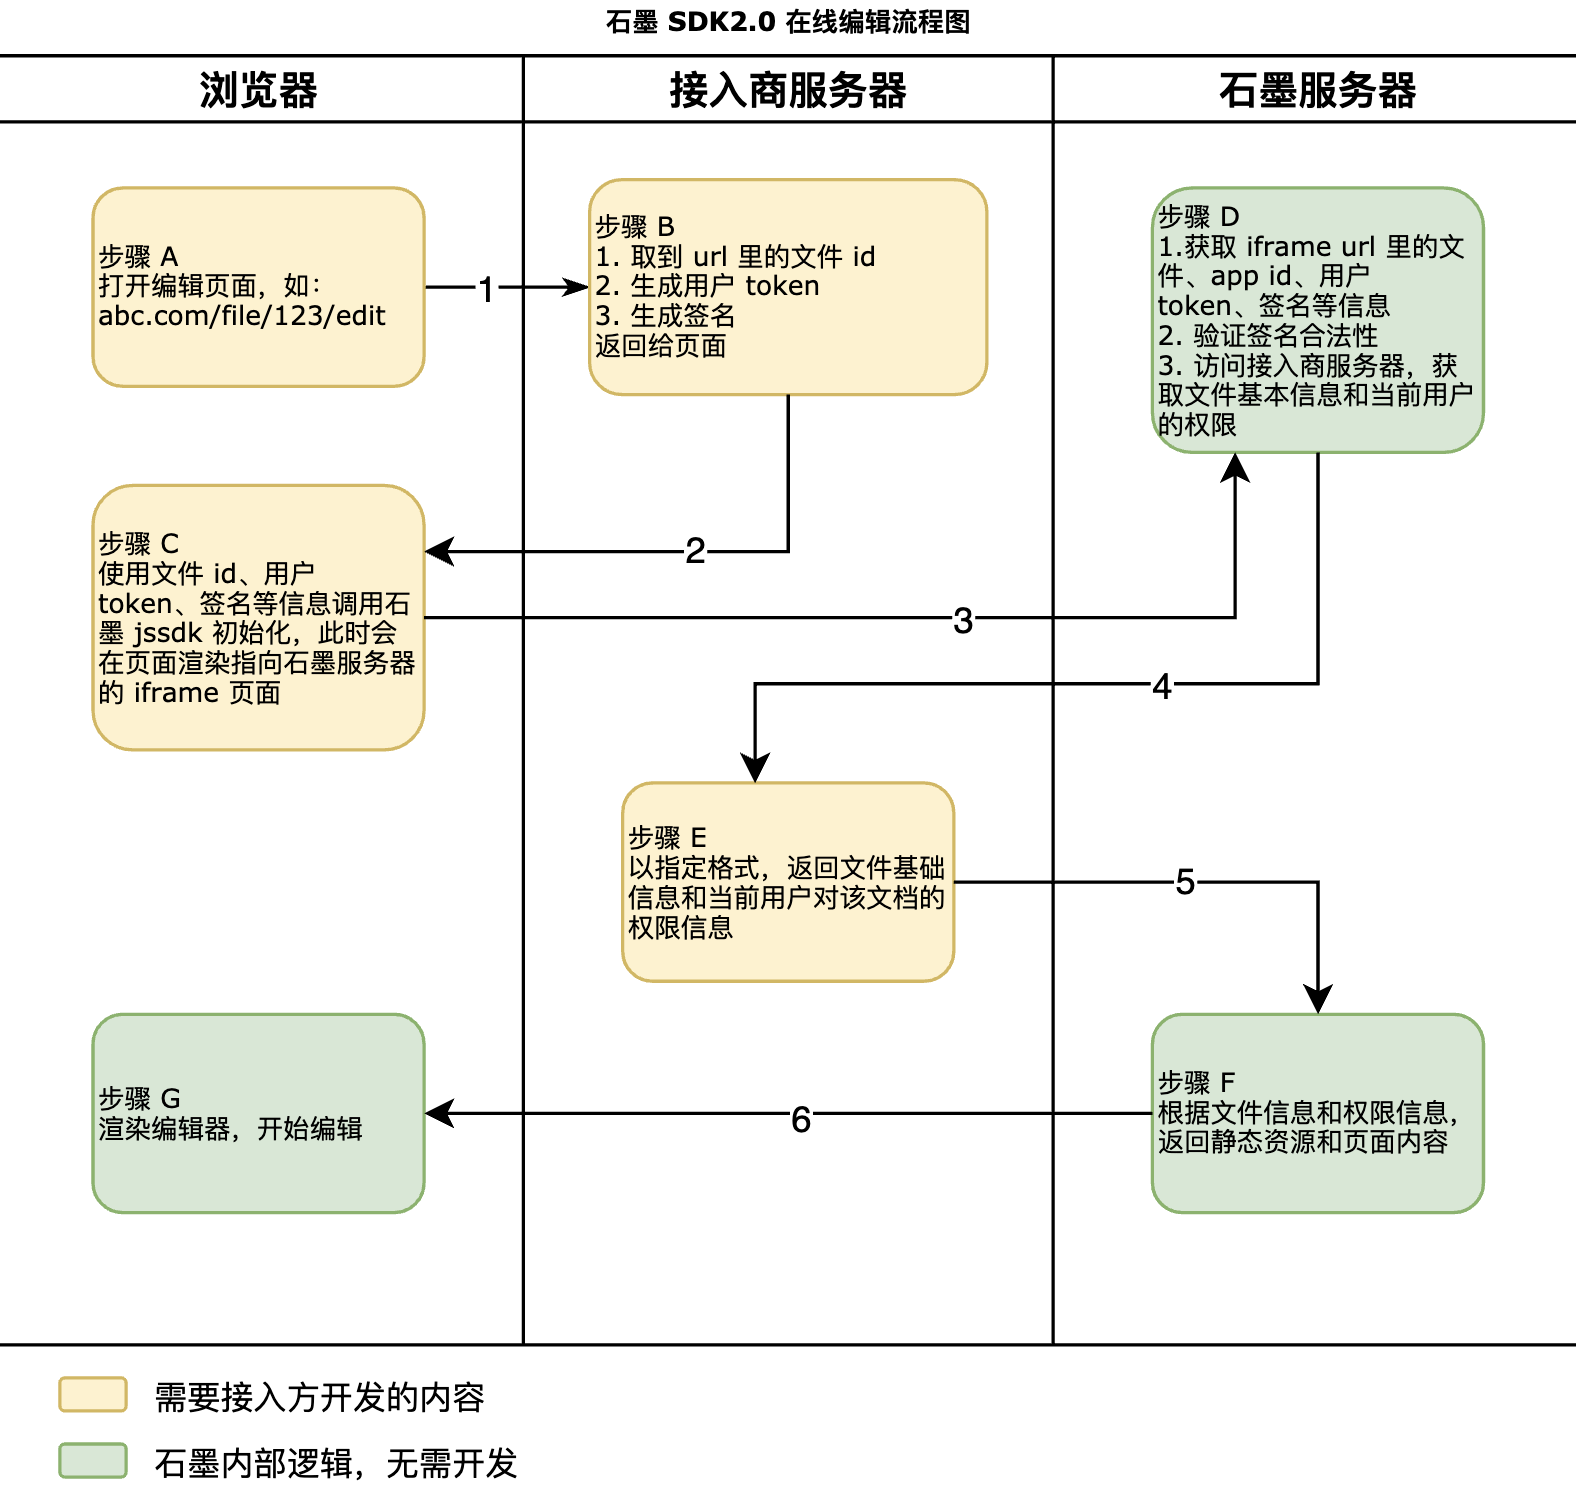 石墨 SDK2.0 在线编辑流程图
浏览器
接入商服务器
石墨服务器
步骤 A
打开编辑页面，如：
abc.com/file/123/edit
1
步骤 B
1. 取到 url 里的文件 id
2. 生成用户 token
3. 生成签名
返回给页面
步骤 D
1.获取 iframe url 里的文
件、app id、用户
token、签名等信息
2. 验证签名合法性
3. 访问接入商服务器，获
取文件基本信息和当前用户
的权限
2
步骤 C
使用文件 id、用户
token、签名等信息调用石
墨 jssdk 初始化，此时会
在页面渲染指向石墨服务器
的 iframe 页面
3
4
步骤 E
以指定格式，返回文件基础
信息和当前用户对该文档的
权限信息
5
步骤 G
渲染编辑器，开始编辑
6
步骤 F
根据文件信息和权限信息，
返回静态资源和页面内容
需要接入方开发的内容
石墨内部逻辑，无需开发